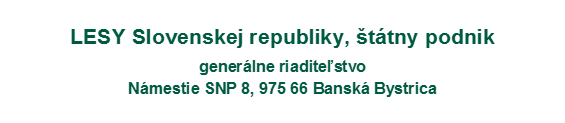 LESY Slovenskej republiky, štátny podnik
generálne riaditeľstvo
Námestie SNP 8, 975 66 Banská Bystrica